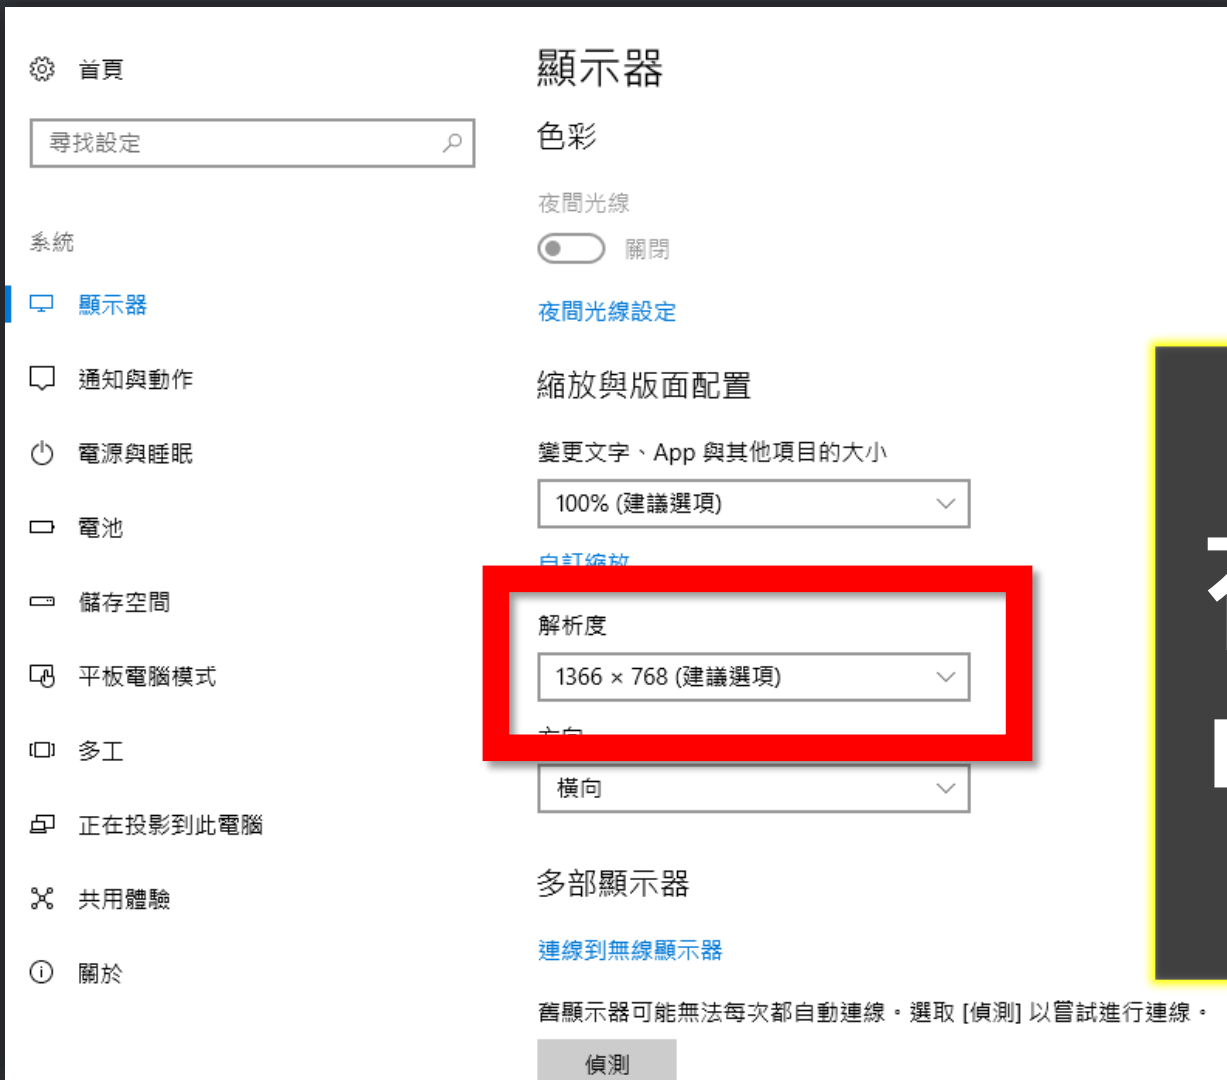 首頁
尋找設定
系統
顯示器
通知與動作
電源與睡眠
電池
儲存空間
平板電腦模式
多工
正在投影到此電腦
共用體驗
關於
顯示器
色彩
夜間光線
關閉
夜間光線設定
縮放與版面配置
變更文字、App 與其他項目的大小
100% (建議選項)
自訂縮放
解析度
1366 × 768 (建議選項)
方向
橫向
多部顯示器
連線到無線顯示器
舊顯示器可能無法每次都自動連線。選取 [偵測] 以嘗試進行連線。
偵測